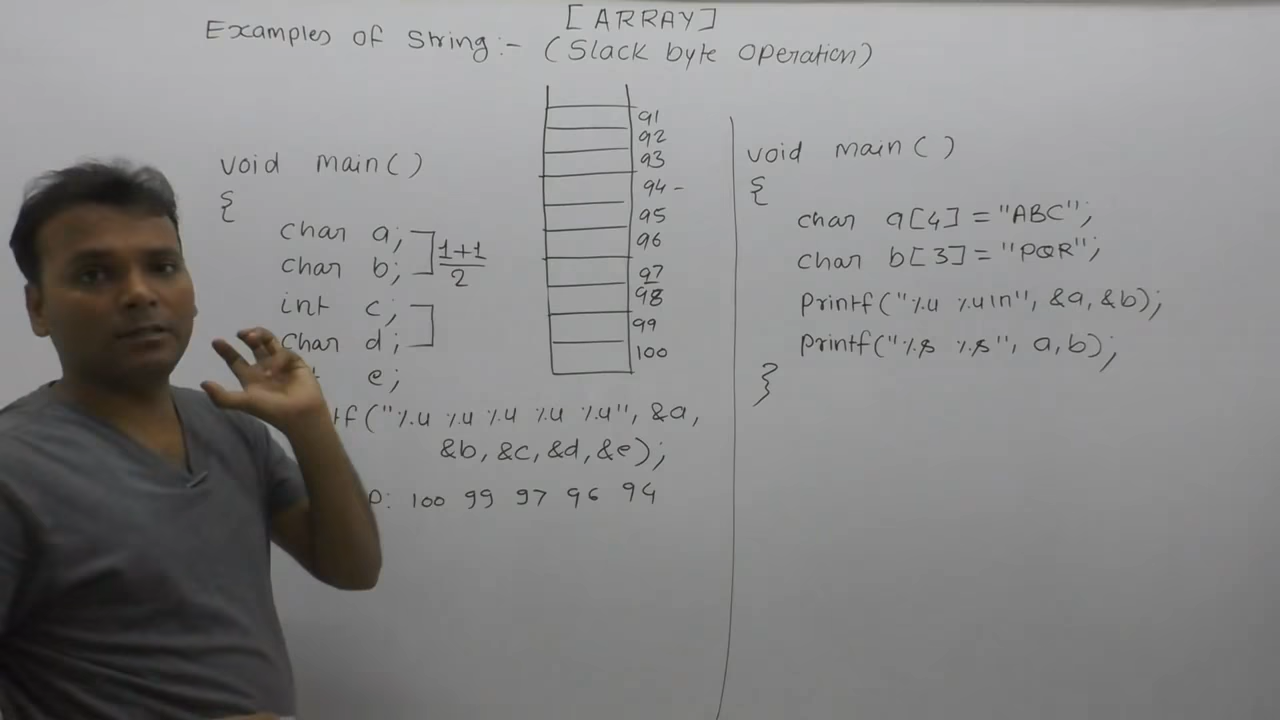 [ARRAY]
Examples of String:- (Slack byte operation)
void main()
{
char a;
char b;
1+1
2
int c;
char d;
e;
f("%u %u %u %u %u", &a,
&b, &c, &d, &e);
P: 100 99 97 96 94
91
92
93
94-
95
96
97
98
99
100
void main()
{
char a[4]="ABC";
char b[3]="PQR";
Printf("%u %u\n", &a, &b);
Printf("%s %s", a,b);
}